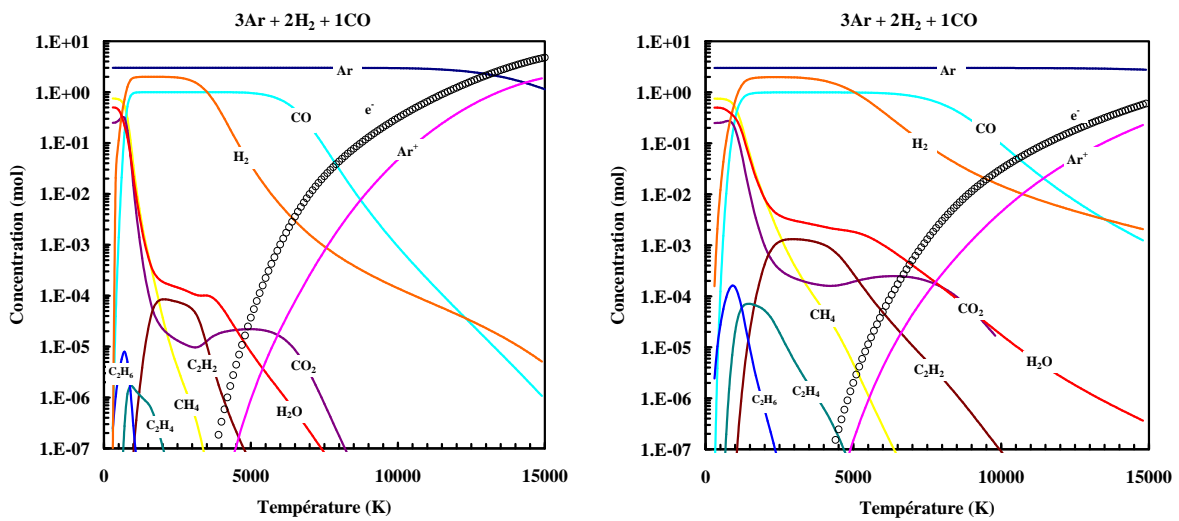 3Ar + 2H₂ + 1CO
Concentration (mol)
1.E+01
1.E+00
1.E-01
1.E-02
1.E-03
1.E-04
1.E-05
1.E-06
1.E-07
Ar
e⁻
CO
H₂
Ar⁺
C₂H₆
C₂H₂
CO₂
CH₄
H₂O
C₂H₄
0
5000
10000
15000
Température (K)
3Ar + 2H₂ + 1CO
Concentration (mol)
1.E+01
1.E+00
1.E-01
1.E-02
1.E-03
1.E-04
1.E-05
1.E-06
1.E-07
Ar
e⁻
CO
H₂
Ar⁺
CO₂
CH₄
H₂O
C₂H₂
C₂H₄
C₂H₆
0
5000
10000
15000
Température (K)